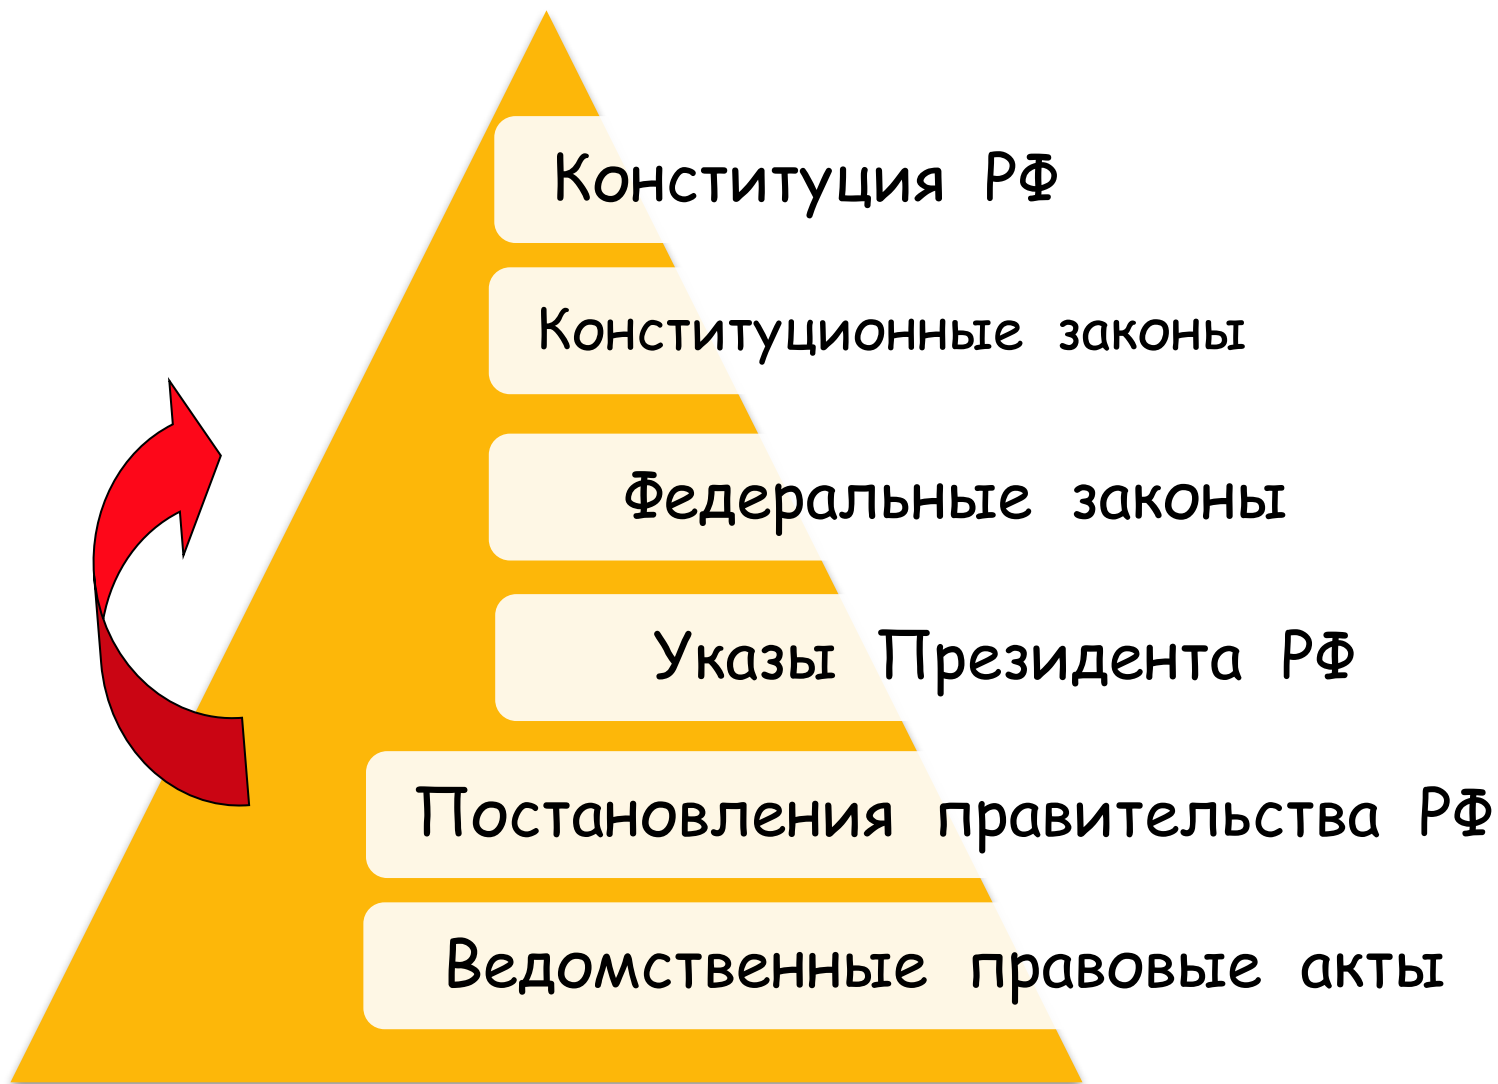 Конституция РФ
Конституционные законы
Федеральные законы
Указы Президента РФ
Постановления правительства РФ
Ведомственные правовые акты